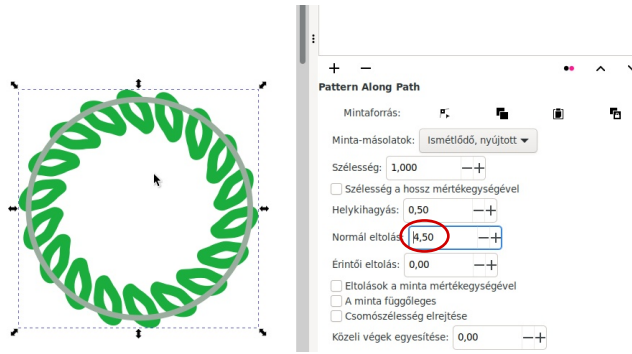 Pattern Along Path
Mintaforrás:
Minta-másolatok: Ismétlődő, nyújtott
Szélesség: 1,000
Szélesség a hossz mértékegységével
Helykihagyás: 0,50
Normál eltolás: 4,50
Érintői eltolás: 0,00
Eltolások a minta mértékegységével
A minta függőleges
Csomószélesség elrejtése
Közeli végek egyesítése: 0,00